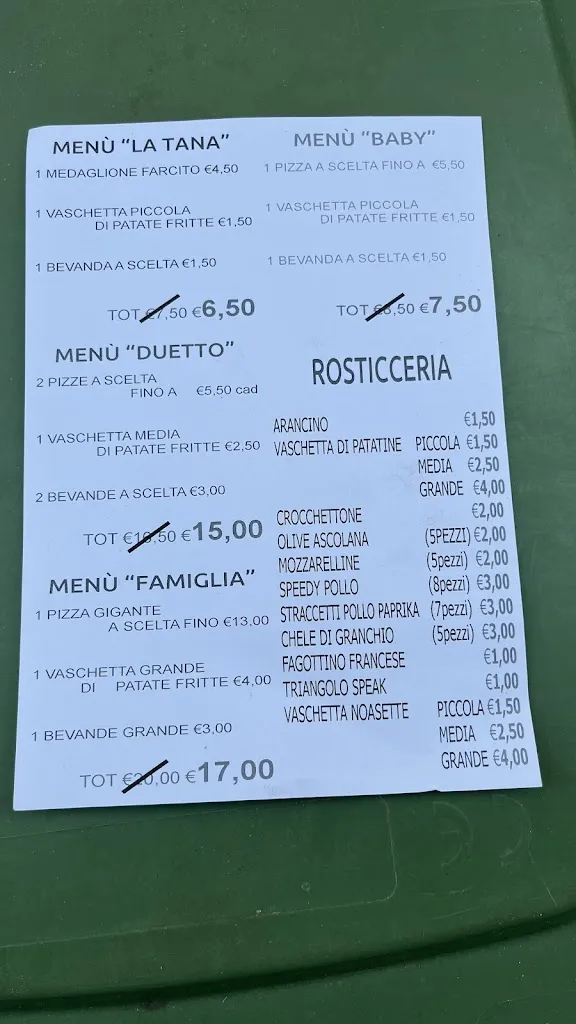 MENÙ “LA TANA”
1 MEDAGLIONE FARCITO €4,50
1 VASCHETTA PICCOLA
DI PATATE FRITTE €1,50
1 BEVANDA A SCELTA €1,50
TOT €7,50 €6,50
MENÙ “DUETTO”
2 PIZZE A SCELTA
FINO A €5,50 cad
1 VASCHETTA MEDIA
DI PATATE FRITTE €2,50
2 BEVANDE A SCELTA €3,00
TOT €16,50 €15,00
MENÙ “FAMIGLIA”
1 PIZZA GIGANTE
A SCELTA FINO €13,00
1 VASCHETTA GRANDE
DI PATATE FRITTE €4,00
1 BEVANDE GRANDE €3,00
TOT €20,00 €17,00
MENÙ “BABY”
1 PIZZA A SCELTA FINO A €5,50
1 VASCHETTA PICCOLA
DI PATATE FRITTE €1,50
1 BEVANDA A SCELTA €1,50
TOT €8,50 €7,50
ROSTICCERIA
ARANCINO €1,50
VASCHETTA DI PATATINE PICCOLA €1,50
MEDIA €2,50
GRANDE €4,00
CROCCHETTONE €2,00
OLIVE ASCOLANA (5PEZZI) €2,00
MOZZARELLINE (5pezzi) €2,00
SPEEDY POLLO (8pezzi) €3,00
STRACCETTI POLLO PAPRIKA (7pezzi) €3,00
CHELE DI GRANCHIO (5pezzi) €3,00
FAGOTTINO FRANCESE €1,00
TRIANGOLO SPEAK €1,00
VASCHETTA NOASETTE PICCOLA €1,50
MEDIA €2,50
GRANDE €4,00